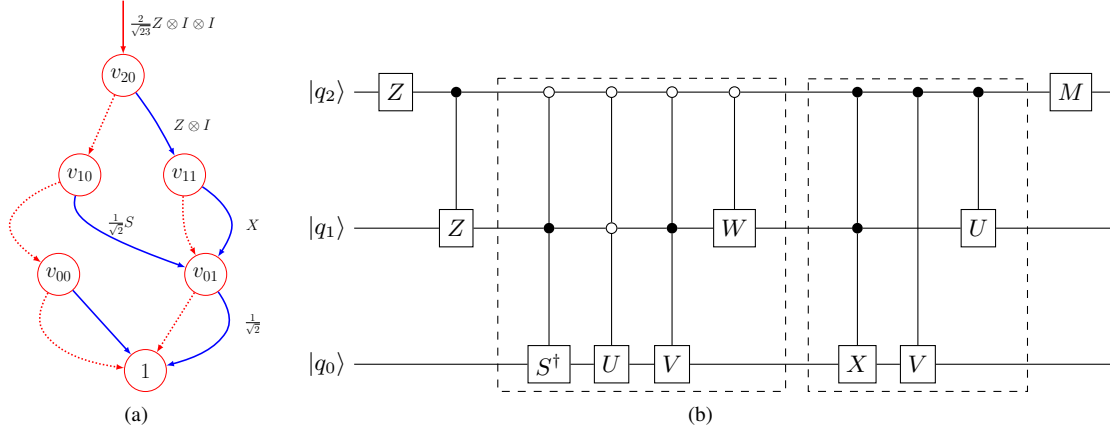 2/√23 Z ⊗ I ⊗ I
v20
Z ⊗ I
v10
v11
1/√2 S
X
v00
v01
1/√2
1
(a)
|q2⟩ Z M
|q1⟩ Z W U
|q0⟩ S† U V X V
(b)